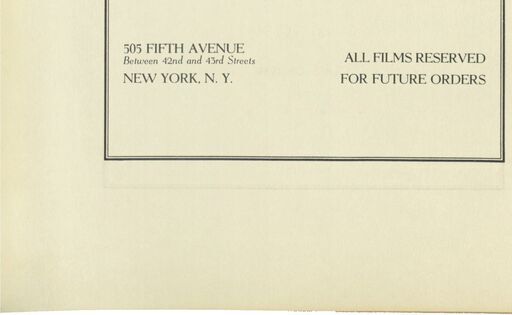 505 FIFTH AVENUE
Between 42nd and 43rd Streets
NEW YORK, N. Y.
ALL FILMS RESERVED
FOR FUTURE ORDERS